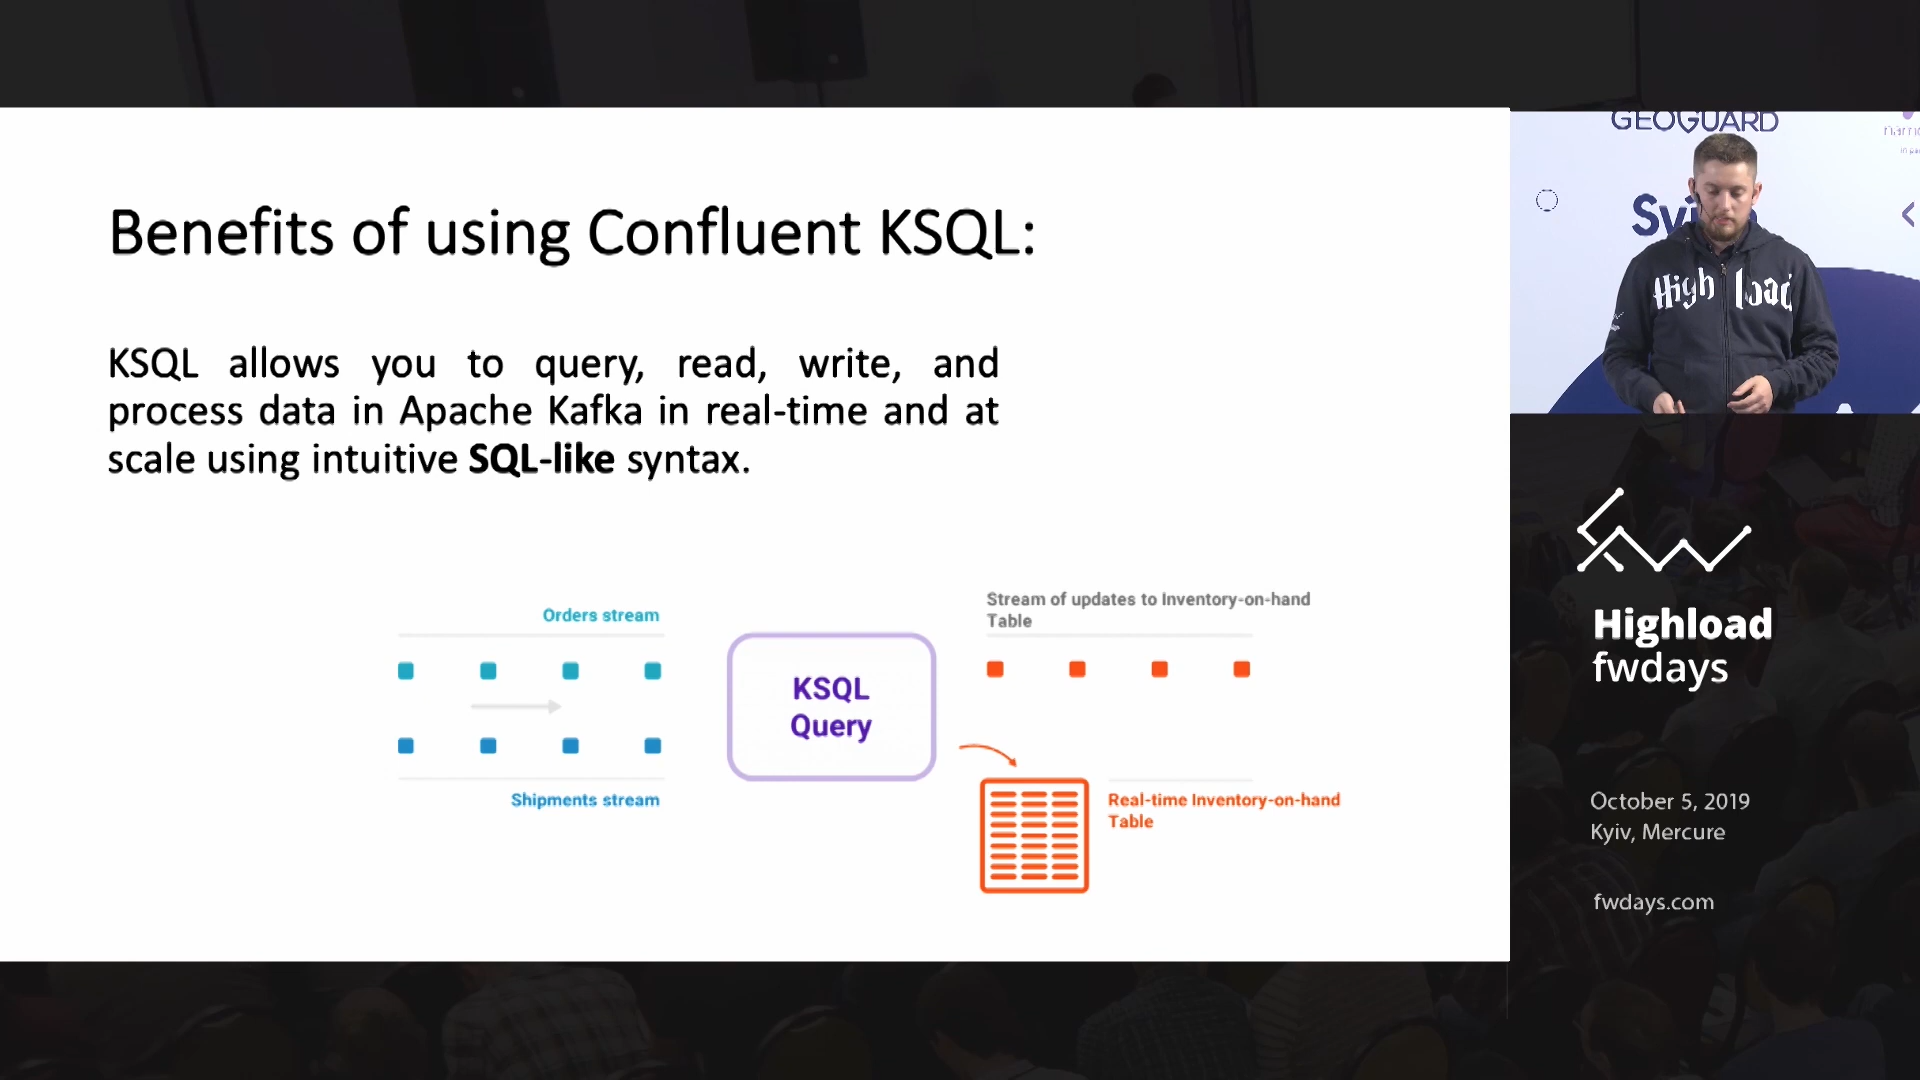 Benefits of using Confluent KSQL:
KSQL allows you to query, read, write, and
process data in Apache Kafka in real-time and at
scale using intuitive SQL-like syntax.
Orders stream
Shipments stream
KSQL
Query
Stream of updates to Inventory-on-hand
Table
Real-time Inventory-on-hand
Table
GEOGUARD
High load
Highload
fwdays
October 5, 2019
Kyiv, Mercure
fwdays.com